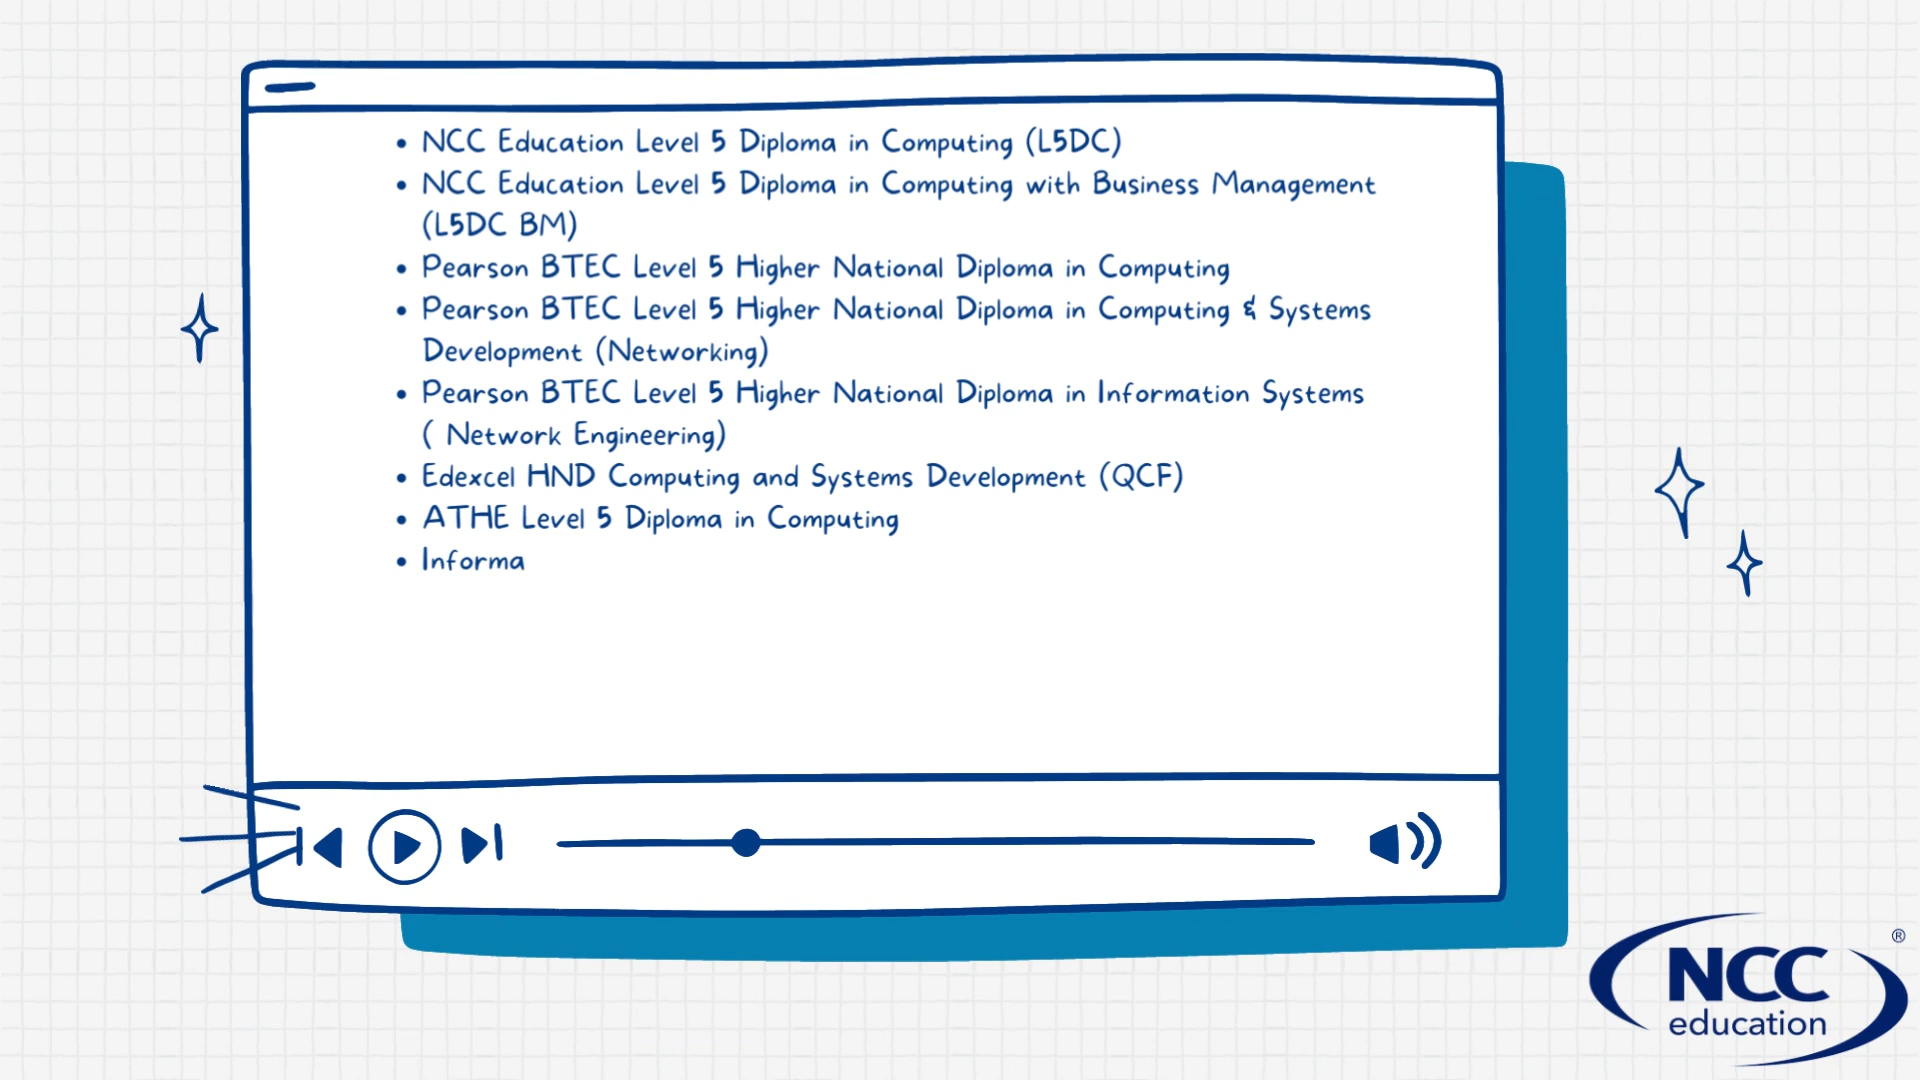 • NCC Education Level 5 Diploma in Computing (L5DC)
• NCC Education Level 5 Diploma in Computing with Business Management
(L5DC BM)
• Pearson BTEC Level 5 Higher National Diploma in Computing
• Pearson BTEC Level 5 Higher National Diploma in Computing & Systems
Development (Networking)
• Pearson BTEC Level 5 Higher National Diploma in Information Systems
( Network Engineering)
• Edexcel HND Computing and Systems Development (QCF)
• ATHE Level 5 Diploma in Computing
• Informa
NCC ®
education